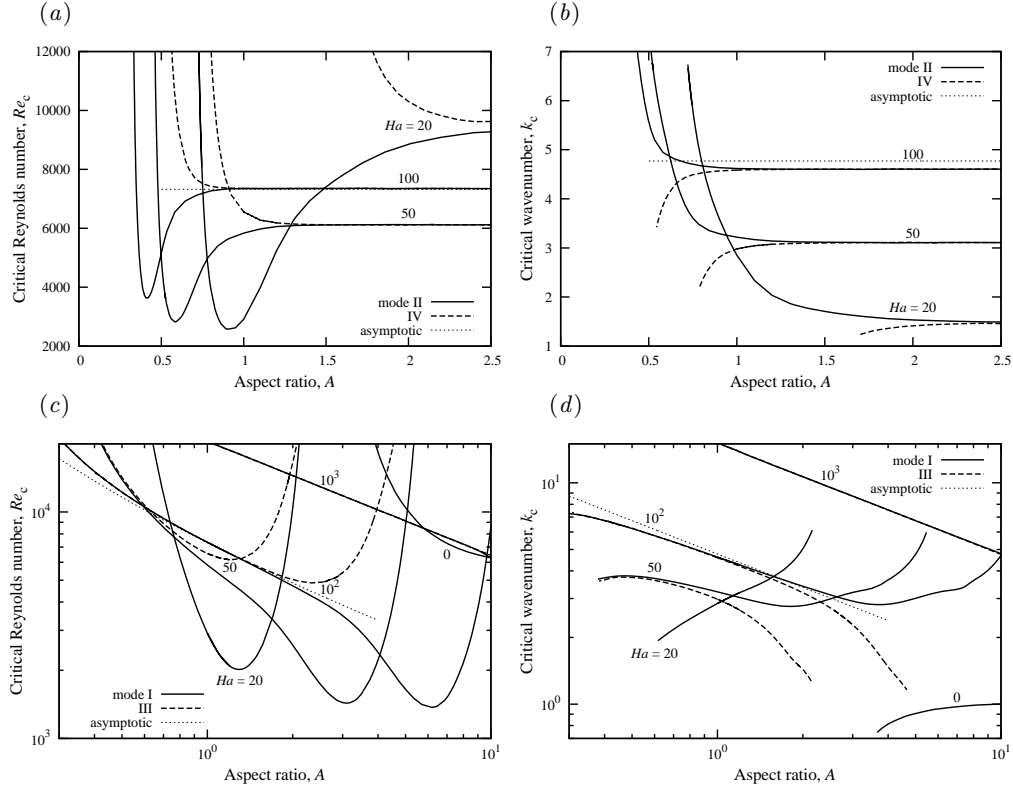 (a)
12000
10000
8000
6000
4000
2000
0
0.5
1
1.5
2
2.5
Critical Reynolds number, Re_c
Aspect ratio, A
Ha = 20
100
50
mode II
IV
asymptotic
(b)
7
6
5
4
3
2
1
0
0.5
1
1.5
2
2.5
Critical wavenumber, k_c
Aspect ratio, A
mode II
IV
asymptotic
100
50
Ha = 20
(c)
10^4
10^3
10^0
10^1
Critical Reynolds number, Re_c
Aspect ratio, A
10^3
0
50
10^2
Ha = 20
mode I
III
asymptotic
(d)
10^1
10^0
10^0
10^1
Critical wavenumber, k_c
Aspect ratio, A
mode I
III
asymptotic
10^3
10^2
50
Ha = 20
0